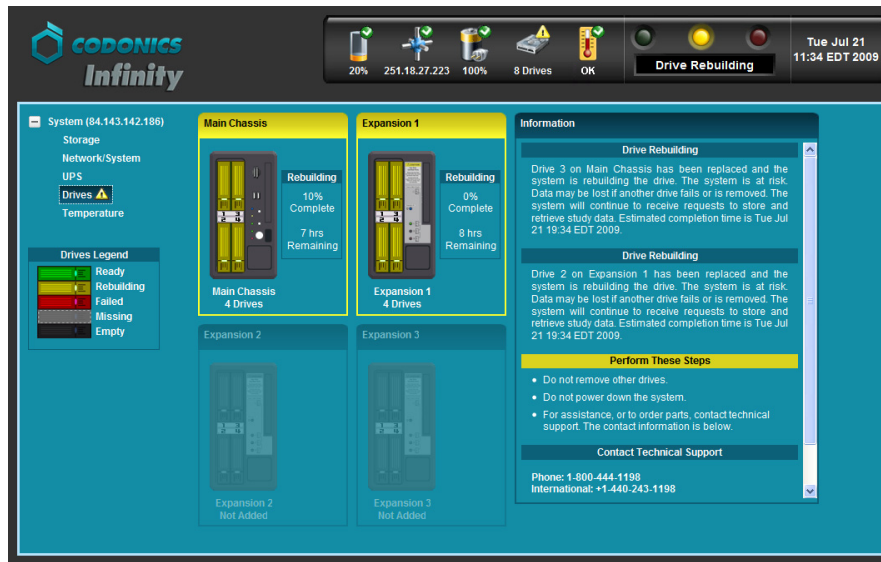 CODONICS
Infinity
20%
251.18.27.223
100%
8 Drives
OK
Drive Rebuilding
Tue Jul 21
11:34 EDT 2009
System (84.143.142.186)
Storage
Network/System
UPS
Drives
Temperature
Drives Legend
Ready
Rebuilding
Failed
Missing
Empty
Main Chassis
Rebuilding
10%
Complete
7 hrs
Remaining
Main Chassis
4 Drives
Expansion 1
Rebuilding
0%
Complete
8 hrs
Remaining
Expansion 1
4 Drives
Expansion 2
Expansion 2
Not Added
Expansion 3
Expansion 3
Not Added
Information
Drive Rebuilding
Drive 3 on Main Chassis has been replaced and the
system is rebuilding the drive. The system is at risk.
Data may be lost if another drive fails or is removed. The
system will continue to receive requests to store and
retrieve study data. Estimated completion time is Tue Jul
21 19:34 EDT 2009.
Drive Rebuilding
Drive 2 on Expansion 1 has been replaced and the
system is rebuilding the drive. The system is at risk.
Data may be lost if another drive fails or is removed. The
system will continue to receive requests to store and
retrieve study data. Estimated completion time is Tue Jul
21 19:34 EDT 2009.
Perform These Steps
• Do not remove other drives.
• Do not power down the system.
• For assistance, or to order parts, contact technical
support. The contact information is below.
Contact Technical Support
Phone: 1-800-444-1198
International: +1-440-243-1198